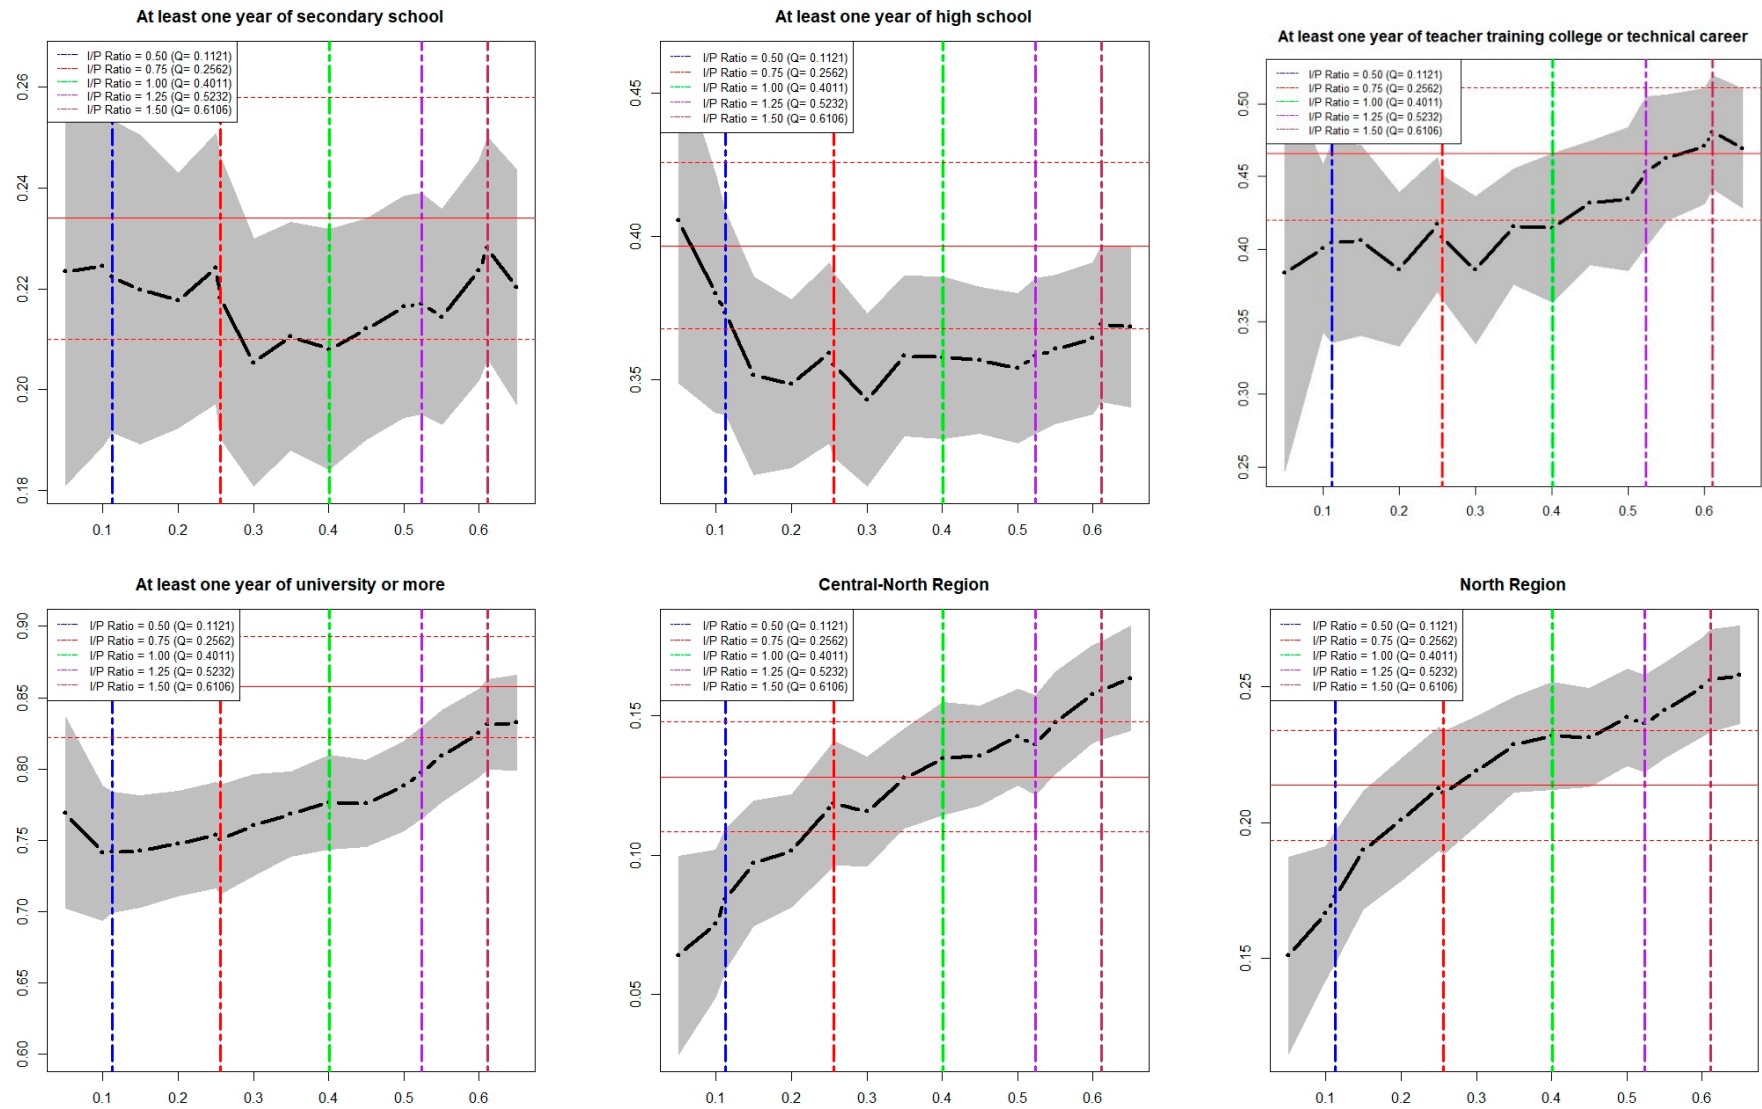 At least one year of secondary school
I/P Ratio = 0.50 (Q= 0.1121)
I/P Ratio = 0.75 (Q= 0.2562)
I/P Ratio = 1.00 (Q= 0.4011)
I/P Ratio = 1.25 (Q= 0.5232)
I/P Ratio = 1.50 (Q= 0.6106)
0.26
0.24
0.22
0.20
0.18
0.1 0.2 0.3 0.4 0.5 0.6
At least one year of high school
I/P Ratio = 0.50 (Q= 0.1121)
I/P Ratio = 0.75 (Q= 0.2562)
I/P Ratio = 1.00 (Q= 0.4011)
I/P Ratio = 1.25 (Q= 0.5232)
I/P Ratio = 1.50 (Q= 0.6106)
0.45
0.40
0.35
0.1 0.2 0.3 0.4 0.5 0.6
At least one year of teacher training college or technical career
I/P Ratio = 0.50 (Q= 0.1121)
I/P Ratio = 0.75 (Q= 0.2562)
I/P Ratio = 1.00 (Q= 0.4011)
I/P Ratio = 1.25 (Q= 0.5232)
I/P Ratio = 1.50 (Q= 0.6106)
0.50
0.45
0.40
0.35
0.30
0.25
0.1 0.2 0.3 0.4 0.5 0.6
At least one year of university or more
I/P Ratio = 0.50 (Q= 0.1121)
I/P Ratio = 0.75 (Q= 0.2562)
I/P Ratio = 1.00 (Q= 0.4011)
I/P Ratio = 1.25 (Q= 0.5232)
I/P Ratio = 1.50 (Q= 0.6106)
0.90
0.85
0.80
0.75
0.70
0.65
0.60
0.1 0.2 0.3 0.4 0.5 0.6
Central-North Region
I/P Ratio = 0.50 (Q= 0.1121)
I/P Ratio = 0.75 (Q= 0.2562)
I/P Ratio = 1.00 (Q= 0.4011)
I/P Ratio = 1.25 (Q= 0.5232)
I/P Ratio = 1.50 (Q= 0.6106)
0.15
0.10
0.05
0.1 0.2 0.3 0.4 0.5 0.6
North Region
I/P Ratio = 0.50 (Q= 0.1121)
I/P Ratio = 0.75 (Q= 0.2562)
I/P Ratio = 1.00 (Q= 0.4011)
I/P Ratio = 1.25 (Q= 0.5232)
I/P Ratio = 1.50 (Q= 0.6106)
0.25
0.20
0.15
0.1 0.2 0.3 0.4 0.5 0.6